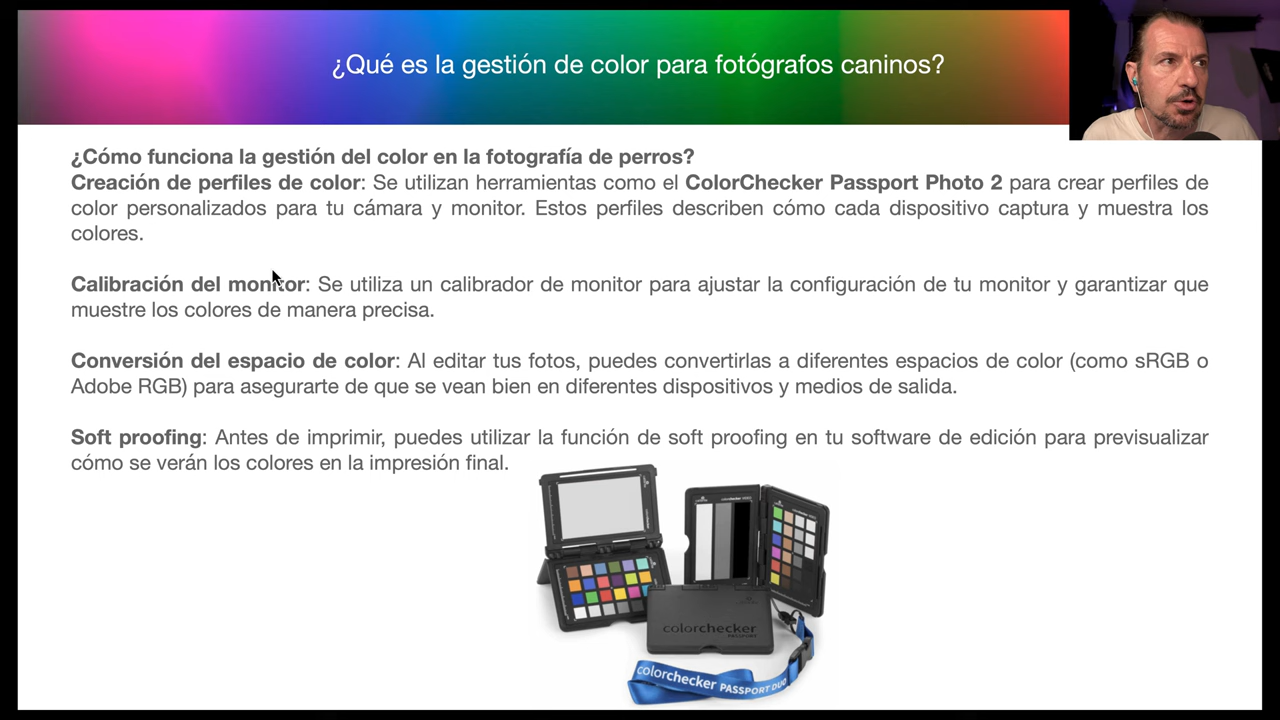 ¿Qué es la gestión de color para fotógrafos caninos?
¿Cómo funciona la gestión del color en la fotografía de perros?
Creación de perfiles de color: Se utilizan herramientas como el ColorChecker Passport Photo 2 para crear perfiles de
color personalizados para tu cámara y monitor. Estos perfiles describen cómo cada dispositivo captura y muestra los
colores.
Calibración del monitor: Se utiliza un calibrador de monitor para ajustar la configuración de tu monitor y garantizar que
muestre los colores de manera precisa.
Conversión del espacio de color: Al editar tus fotos, puedes convertirlas a diferentes espacios de color (como sRGB o
Adobe RGB) para asegurarte de que se vean bien en diferentes dispositivos y medios de salida.
Soft proofing: Antes de imprimir, puedes utilizar la función de soft proofing en tu software de edición para previsualizar
cómo se verán los colores en la impresión final.
colorchecker
colorchecker PASSPORT DUO